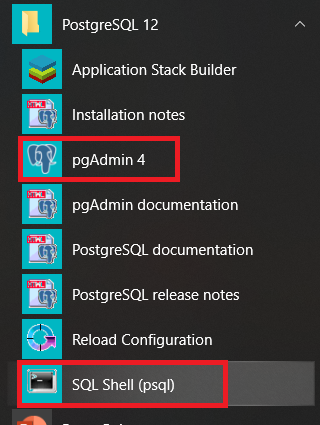 PostgreSQL 12
Application Stack Builder
Installation notes
pgAdmin 4
pgAdmin documentation
PostgreSQL documentation
PostgreSQL release notes
Reload Configuration
SQL Shell (psql)